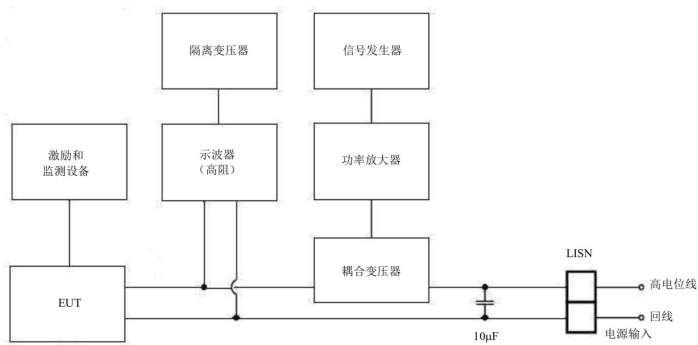 隔离变压器
信号发生器
激励和
监测设备
示波器
（高阻）
功率放大器
耦合变压器
LISN
EUT
高电位线
回线
10μF
电源输入